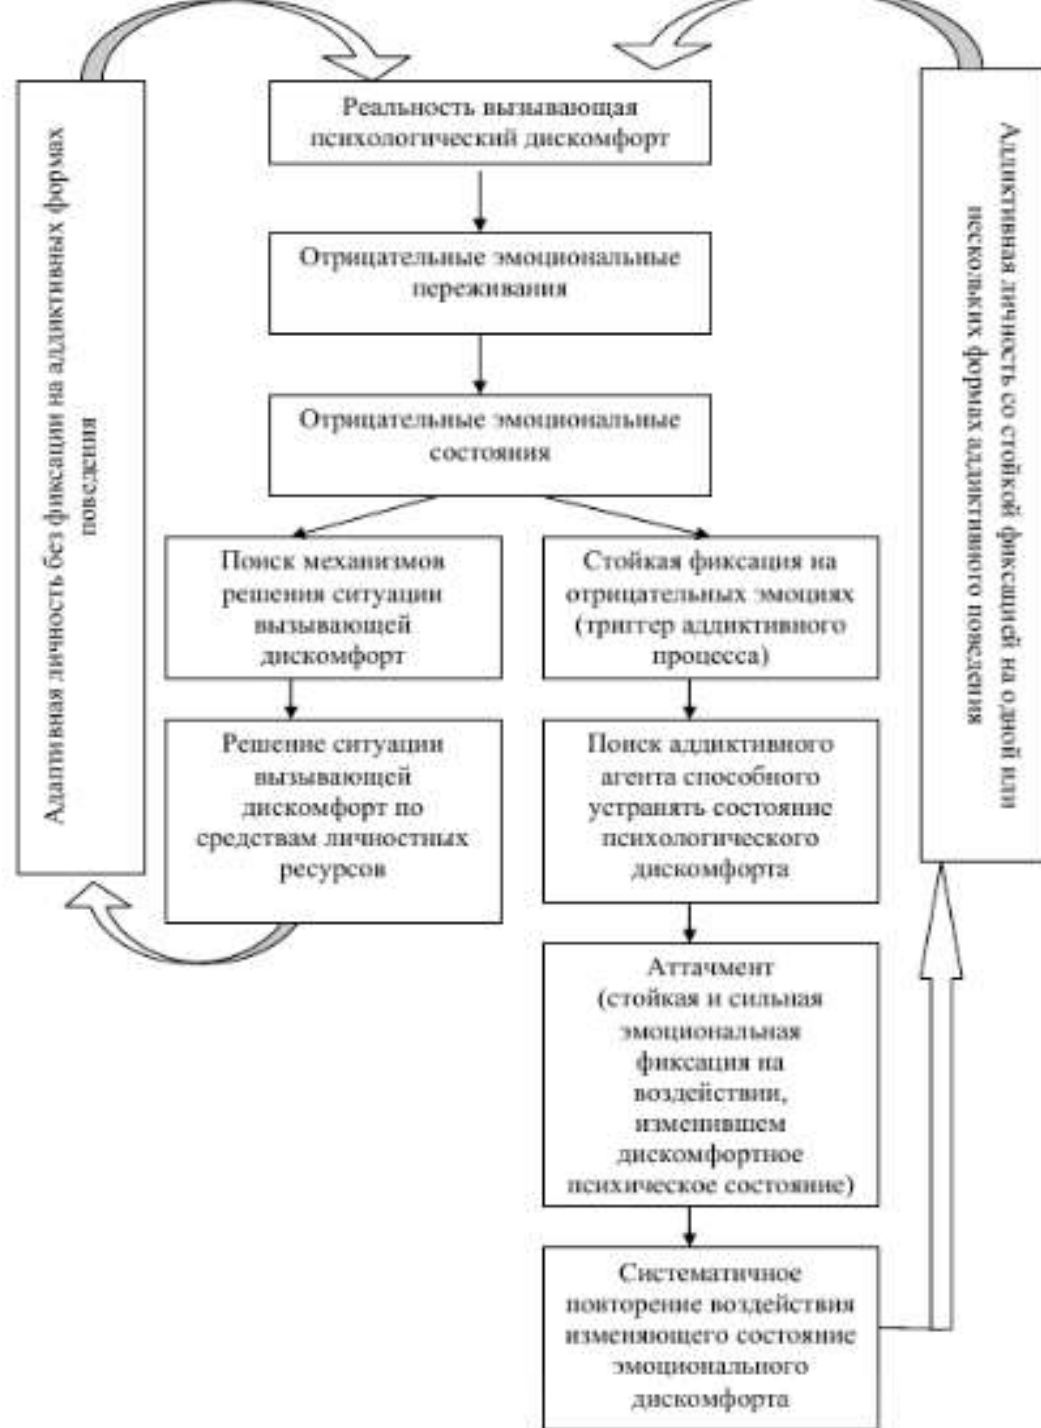 Реальность вызывающая
психологический дискомфорт
Отрицательные эмоциональные
переживания
Отрицательные эмоциональные
состояния
Поиск механизмов
решения ситуации
вызывающей
дискомфорт
Стойкая фиксация на
отрицательных эмоциях
(триггер аддиктивного
процесса)
Решение ситуации
вызывающей
дискомфорт по
средствам личностных
ресурсов
Поиск аддиктивного
агента способного
устранять состояние
психологического
дискомфорта
Аттачмент
(стойкая и сильная
эмоциональная
фиксация на
воздействии,
изменившем
дискомфортное
психическое состояние)
Систематичное
повторение воздействия
изменяющего состояние
эмоционального
дискомфорта
Адаптивная личность без фиксации на аддиктивных формах
поведения
Аддиктивная личность со стойкой фиксацией на одной или
нескольких формах аддиктивного поведения